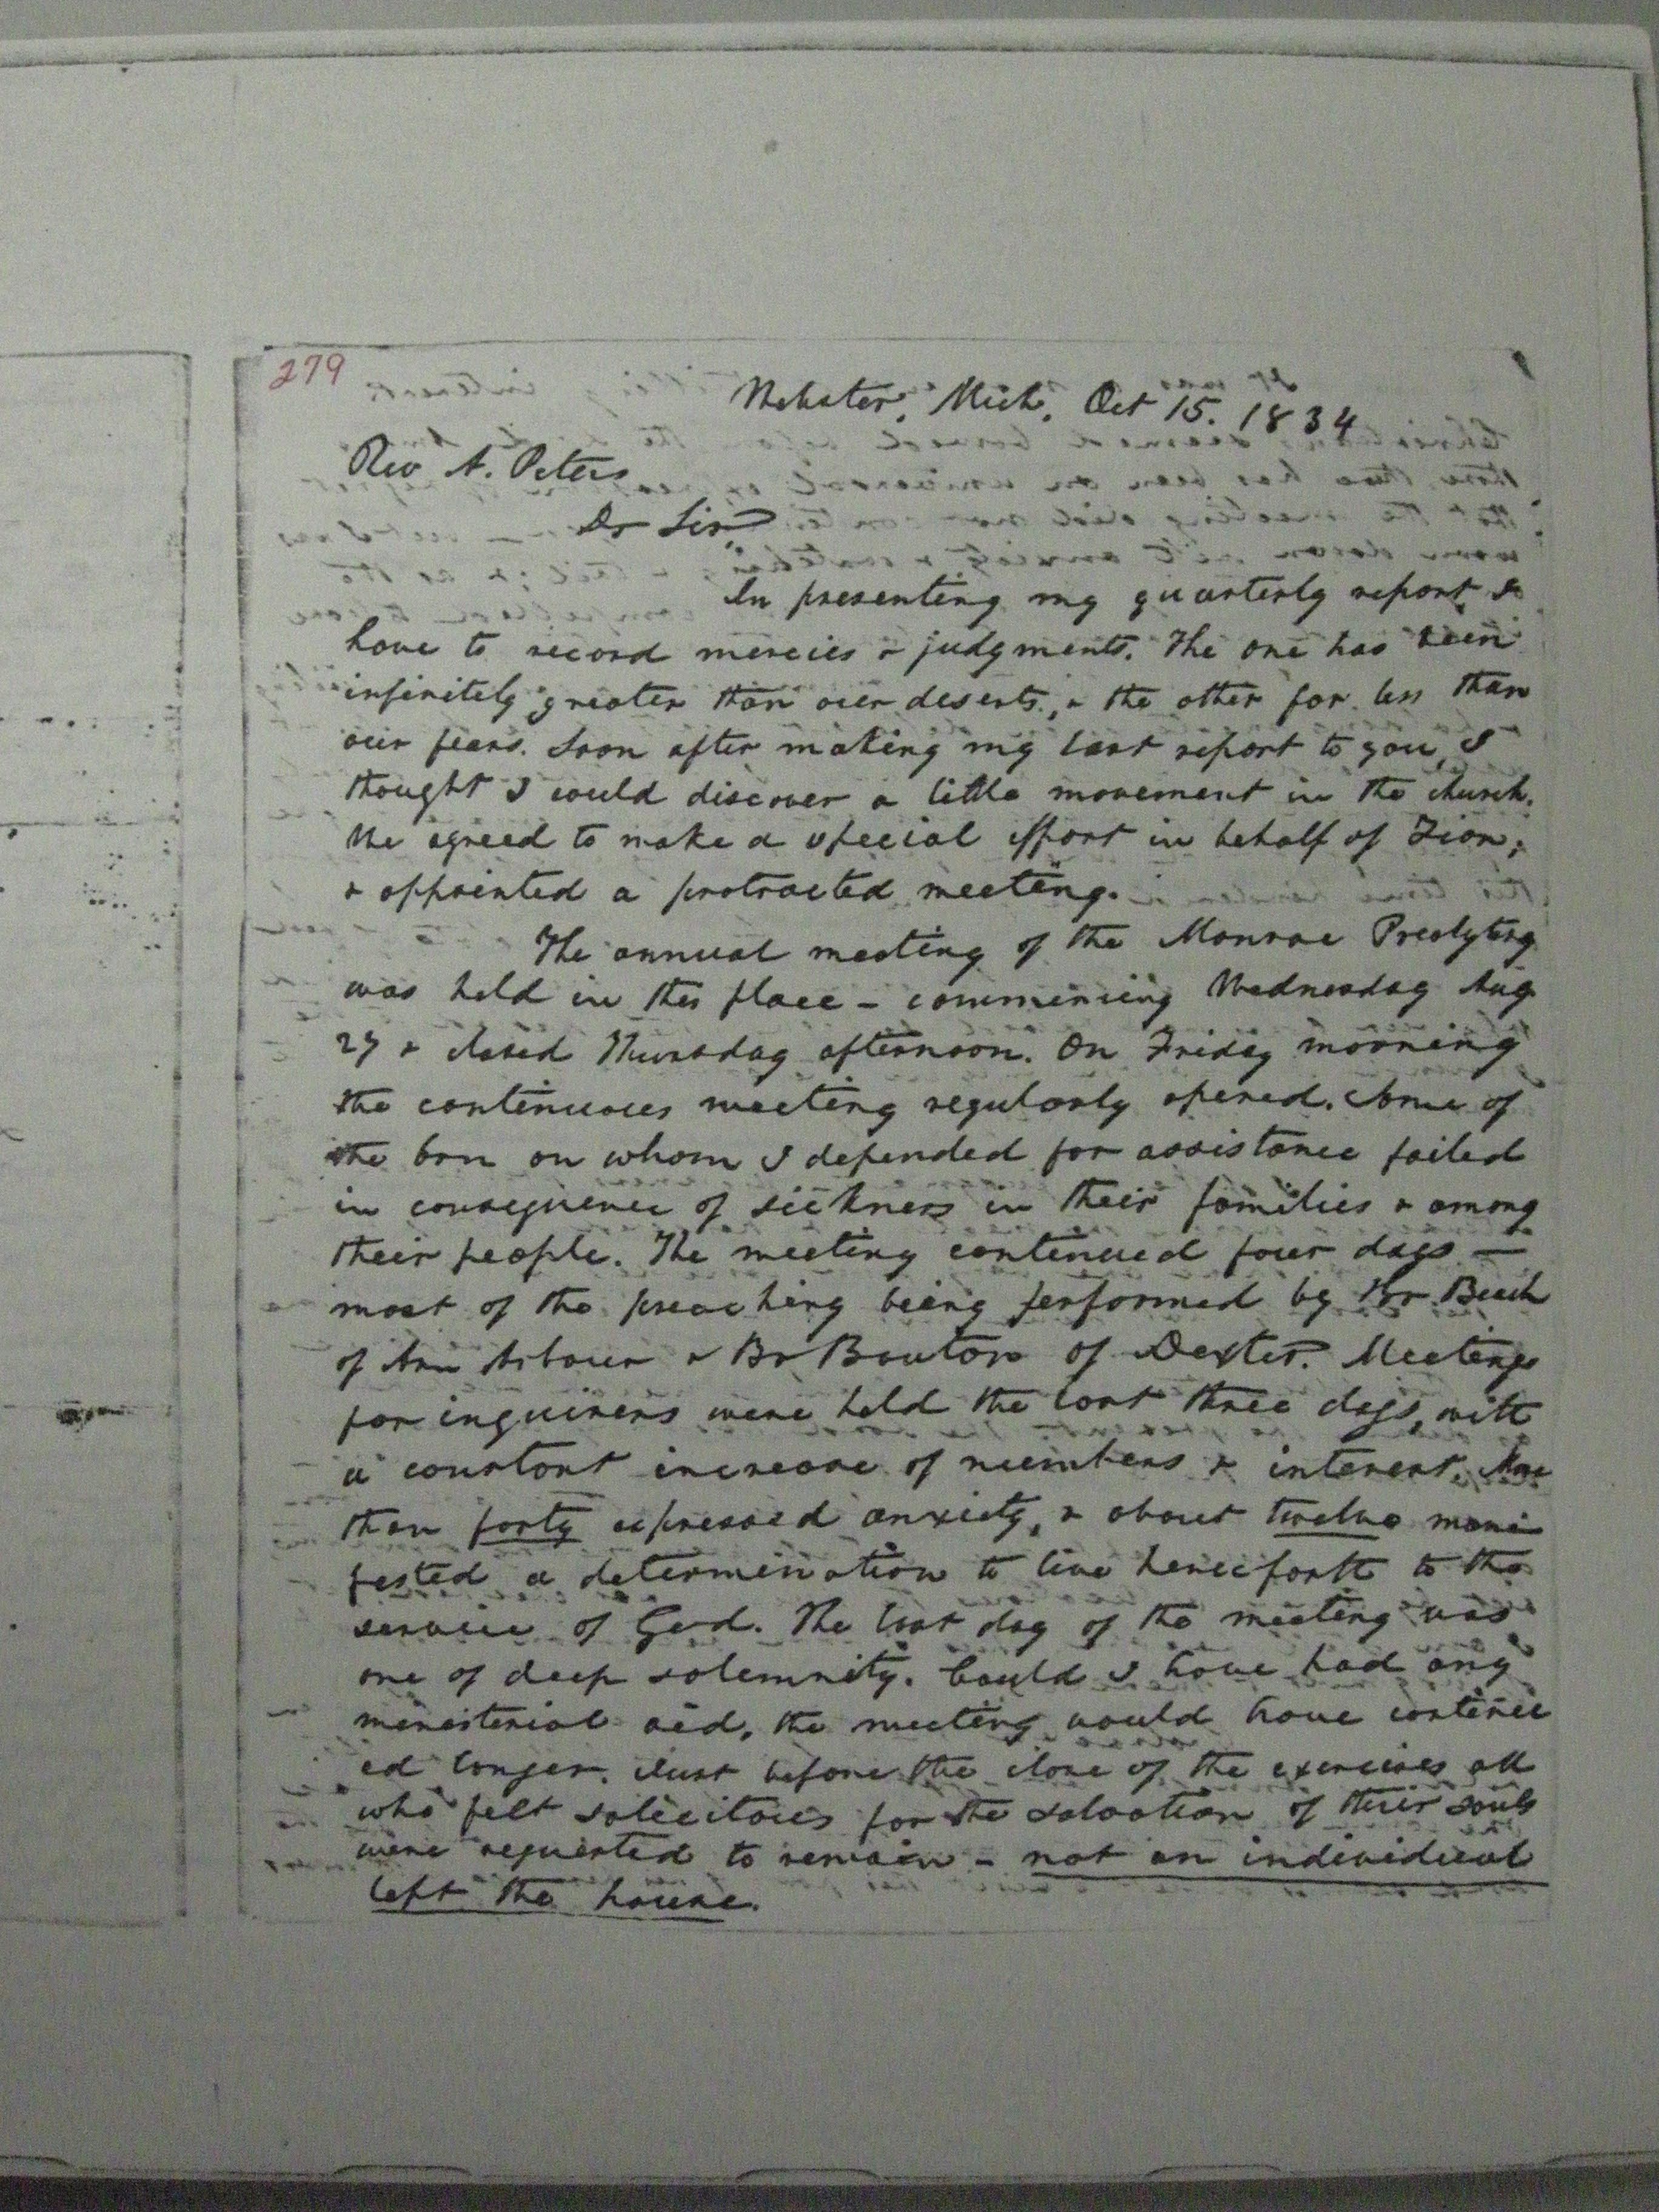 279
Webster, Mich, Oct 15. 1834
Rev A. Peters
Dr Sir,
In presenting my quarterly report I
have to record mercies & judgments. The one has been
infinitely greater than our deserts, & the other far less than
our fears. Soon after making my last report to you, I
thought I could discover a little movement in the church.
We agreed to make a special effort in behalf of Zion,
& appointed a protracted meeting.
The annual meeting of the Monroe Presbytery
was held in this place - commencing Wednesday Aug
27 & closed Thursday afternoon. On Friday morning
the continuous meeting regularly opened. Some of
the brn on whom I depended for assistance failed
in consequence of sickness in their families & among
their people. The meeting continued four days —
most of the preaching being performed by Br. Beach
of Ann Arbour & Br Bouton of Dexter. Meetings
for inquirers were held the last three days, with
a constant increase of numbers & interest. More
than forty expressed anxiety, & about twelve mani
fested a determination to live henceforth to the
service of God. The last day of the meeting was
one of deep solemnity. Could I have had any
ministerial aid, the meeting would have continu
ed longer. Just before the close of the exercises all
who felt solicitous for the salvation of their souls
were requested to remain - not an individual
left the house.